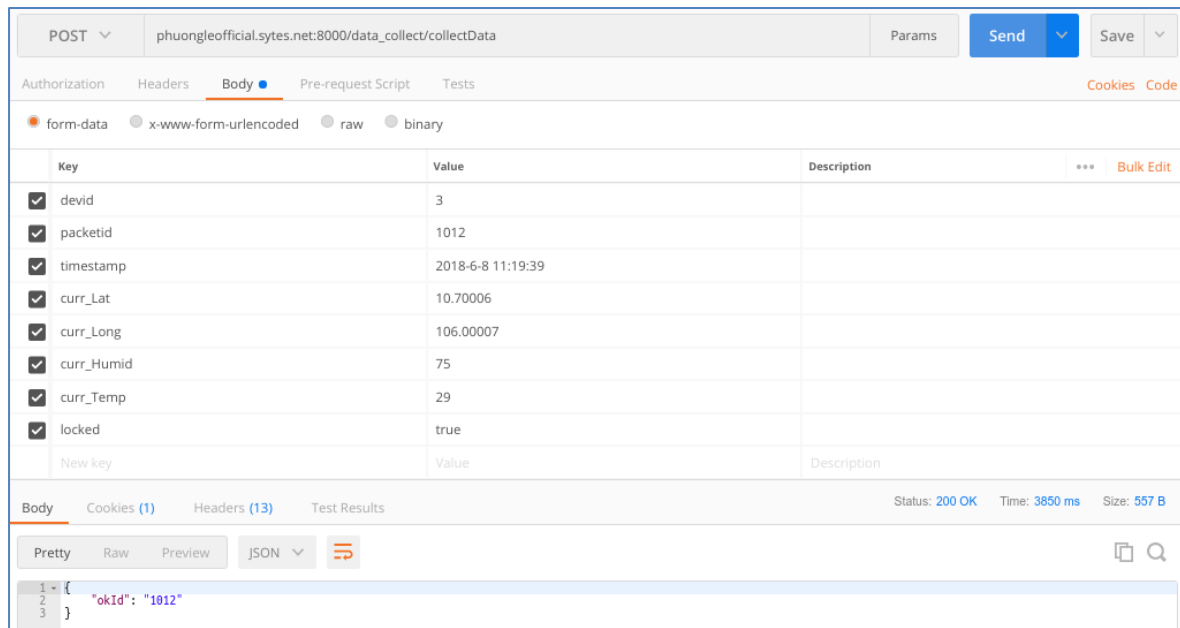 POST phuongleofficial.sytes.net:8000/data_collect/collectData Params Send Save
Authorization Headers Body Pre-request Script Tests Cookies Code
form-data x-www-form-urlencoded raw binary
Key Value Description Bulk Edit
devid 3
packetid 1012
timestamp 2018-6-8 11:19:39
curr_Lat 10.70006
curr_Long 106.00007
curr_Humid 75
curr_Temp 29
locked true
New key Value Description
Body Cookies (1) Headers (13) Test Results Status: 200 OK Time: 3850 ms Size: 557 B
Pretty Raw Preview JSON
1 {
2 "okId": "1012"
3 }